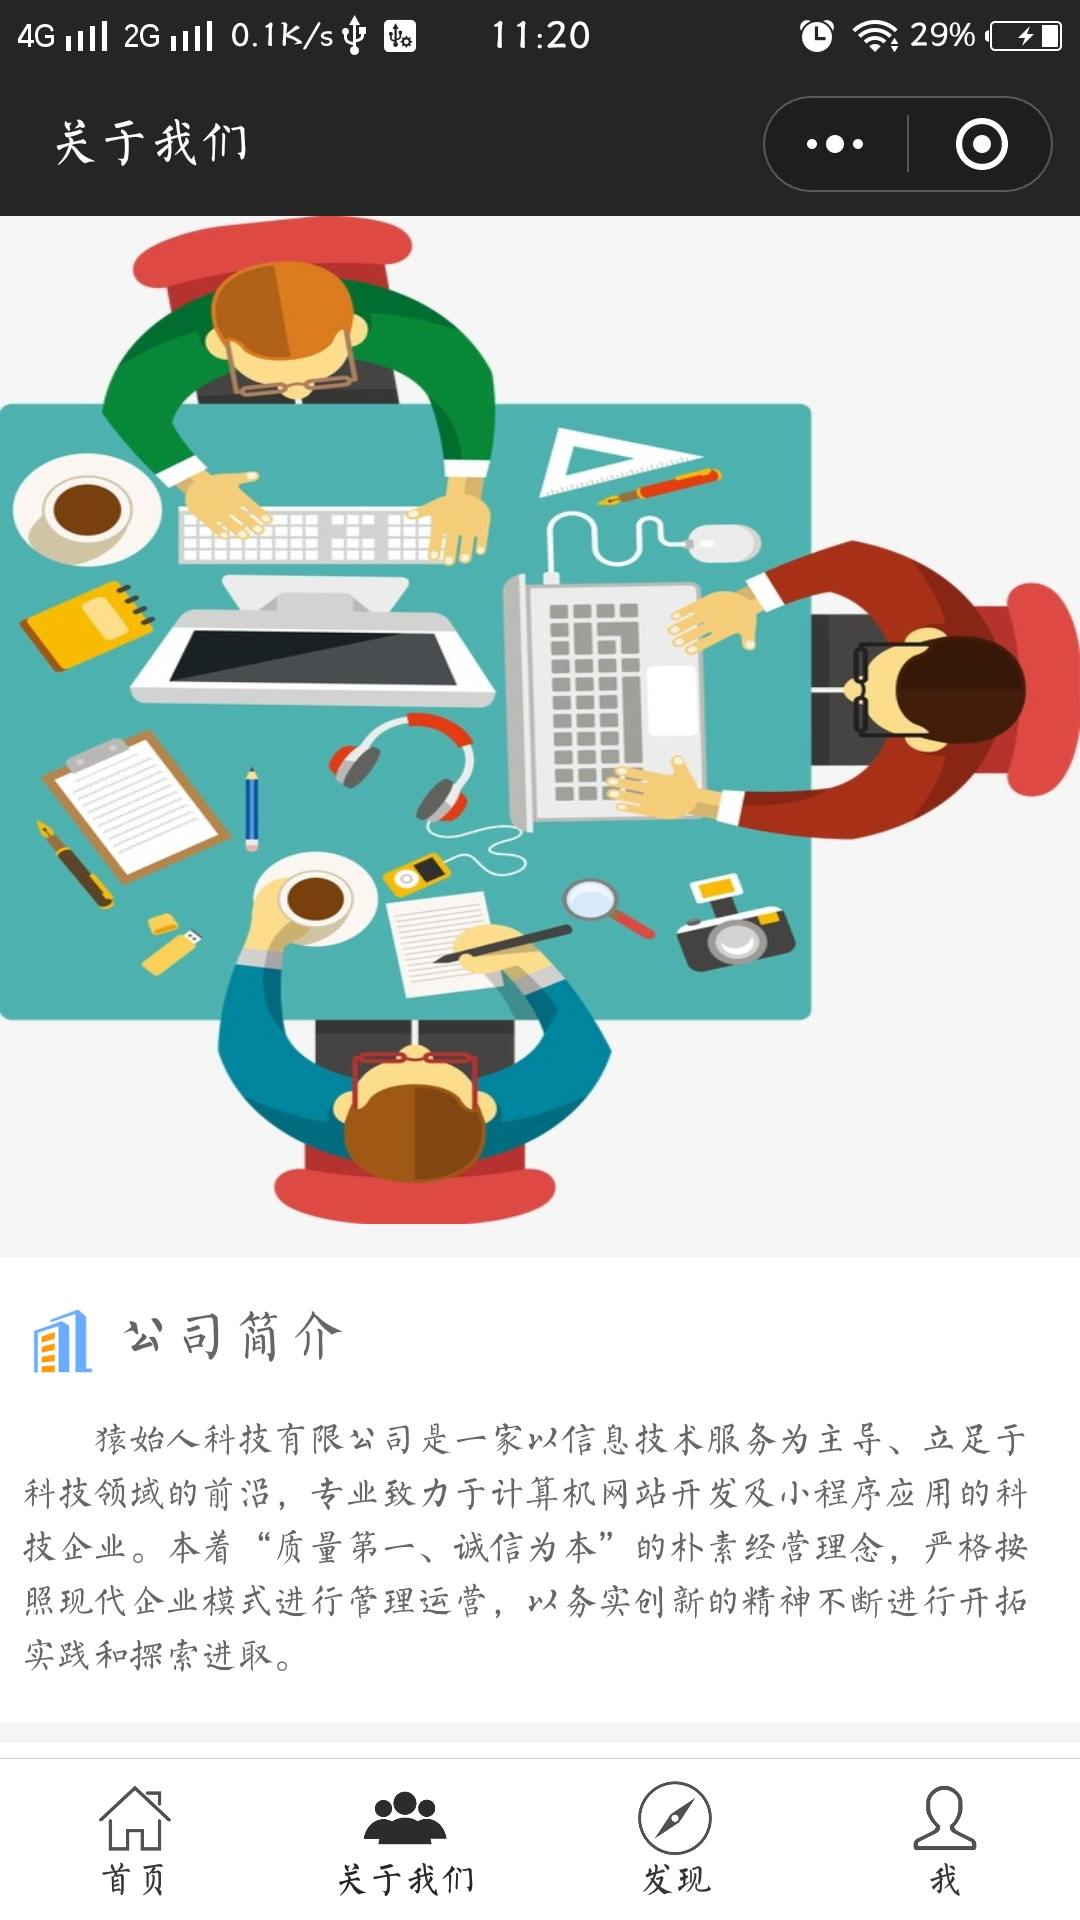 4G 2G 0.1K/s 11:20 29%
关于我们
公司简介
猿始人科技有限公司是一家以信息技术服务为主导、立足于
科技领域的前沿，专业致力于计算机网站开发及小程序应用的科
技企业。本着“质量第一、诚信为本”的朴素经营理念，严格按
照现代企业模式进行管理运营，以务实创新的精神不断进行开拓
实践和探索进取。
首页 关于我们 发现 我